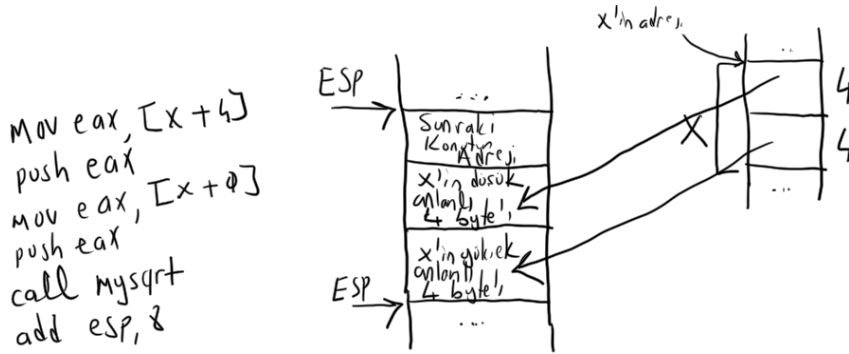 mov eax, [x + 4]
push eax
mov eax, [x + 0]
push eax
call mysqrt
add esp, 8
ESP
...
Sonraki
Komutun
Adresi
x'in düşük
anlamlı
4 byte'ı
x'in yüksek
anlamlı
4 byte'ı
ESP
...
x'in adresi
..
X
4
4
...